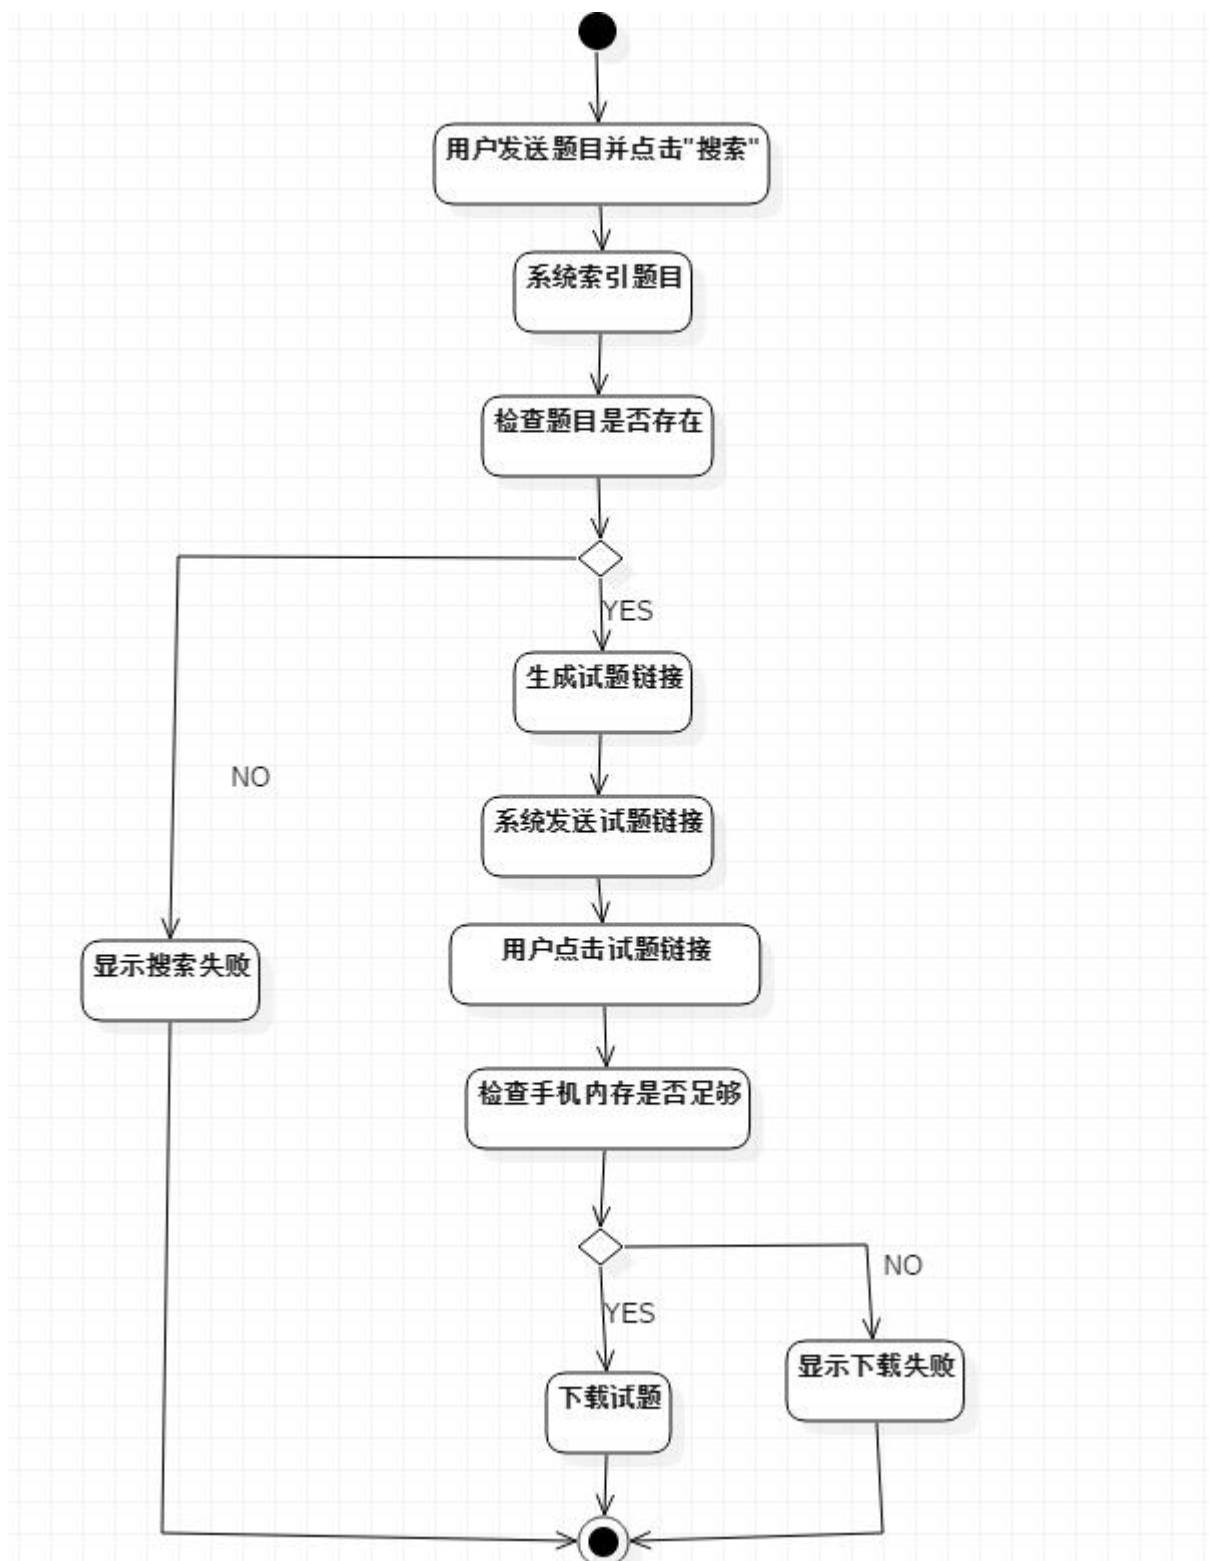 用户发送题目并点击"搜索"
系统索引题目
检查题目是否存在
YES
生成试题链接
NO
系统发送试题链接
用户点击试题链接
显示搜索失败
检查手机内存是否足够
NO
YES
显示下载失败
下载试题